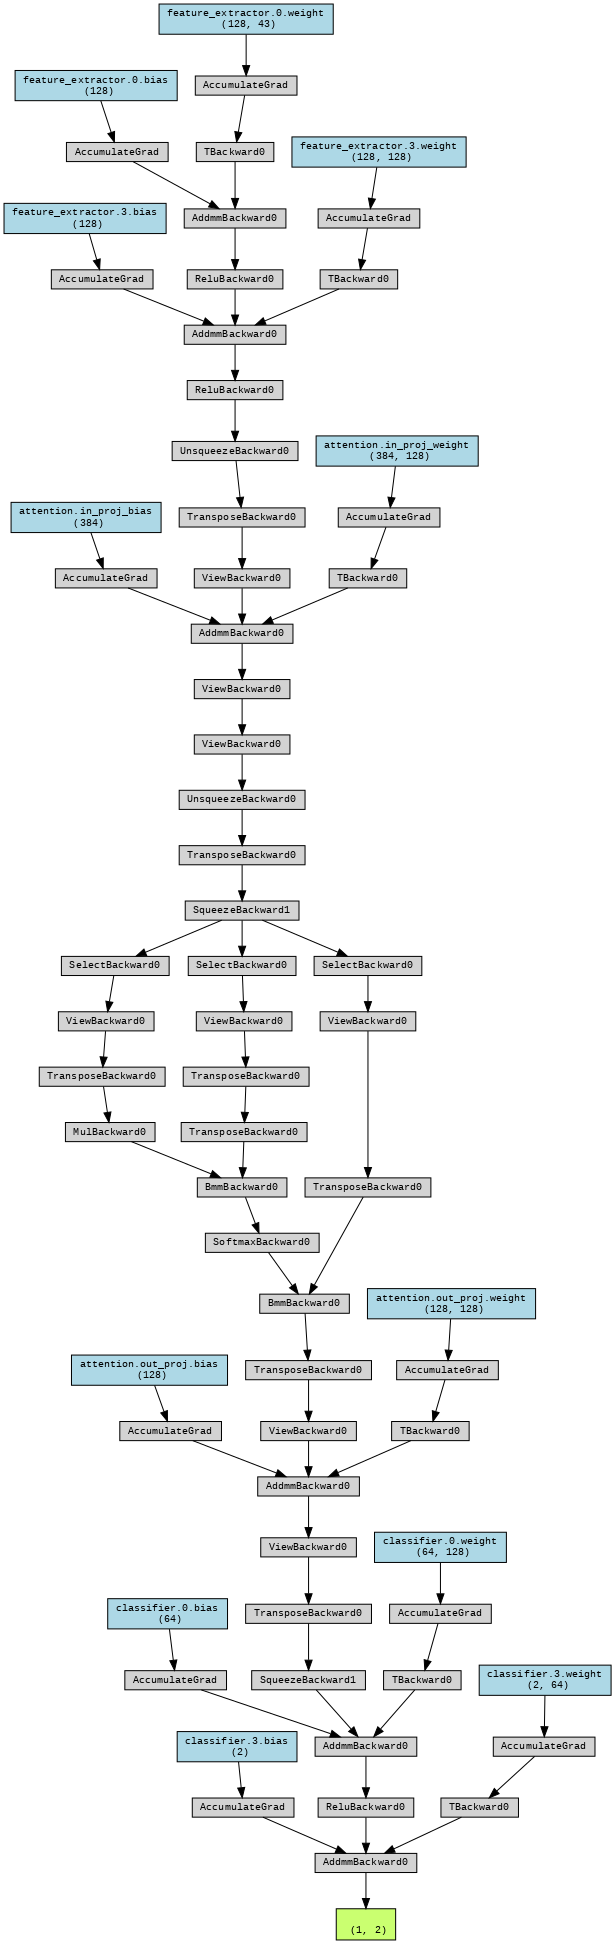 feature_extractor.0.weight
(128, 43)
feature_extractor.0.bias
(128)
AccumulateGrad
AccumulateGrad
TBackward0
feature_extractor.3.weight
(128, 128)
feature_extractor.3.bias
(128)
AddmmBackward0
AccumulateGrad
AccumulateGrad
ReluBackward0
TBackward0
AddmmBackward0
ReluBackward0
UnsqueezeBackward0
attention.in_proj_weight
(384, 128)
attention.in_proj_bias
(384)
TransposeBackward0
AccumulateGrad
AccumulateGrad
ViewBackward0
TBackward0
AddmmBackward0
ViewBackward0
ViewBackward0
UnsqueezeBackward0
TransposeBackward0
SqueezeBackward1
SelectBackward0
SelectBackward0
SelectBackward0
ViewBackward0
ViewBackward0
ViewBackward0
TransposeBackward0
TransposeBackward0
MulBackward0
TransposeBackward0
BmmBackward0
TransposeBackward0
SoftmaxBackward0
BmmBackward0
attention.out_proj.weight
(128, 128)
attention.out_proj.bias
(128)
TransposeBackward0
AccumulateGrad
AccumulateGrad
ViewBackward0
TBackward0
AddmmBackward0
ViewBackward0
classifier.0.weight
(64, 128)
classifier.0.bias
(64)
TransposeBackward0
AccumulateGrad
AccumulateGrad
SqueezeBackward1
TBackward0
classifier.3.weight
(2, 64)
classifier.3.bias
(2)
AddmmBackward0
AccumulateGrad
AccumulateGrad
ReluBackward0
TBackward0
AddmmBackward0
(1, 2)